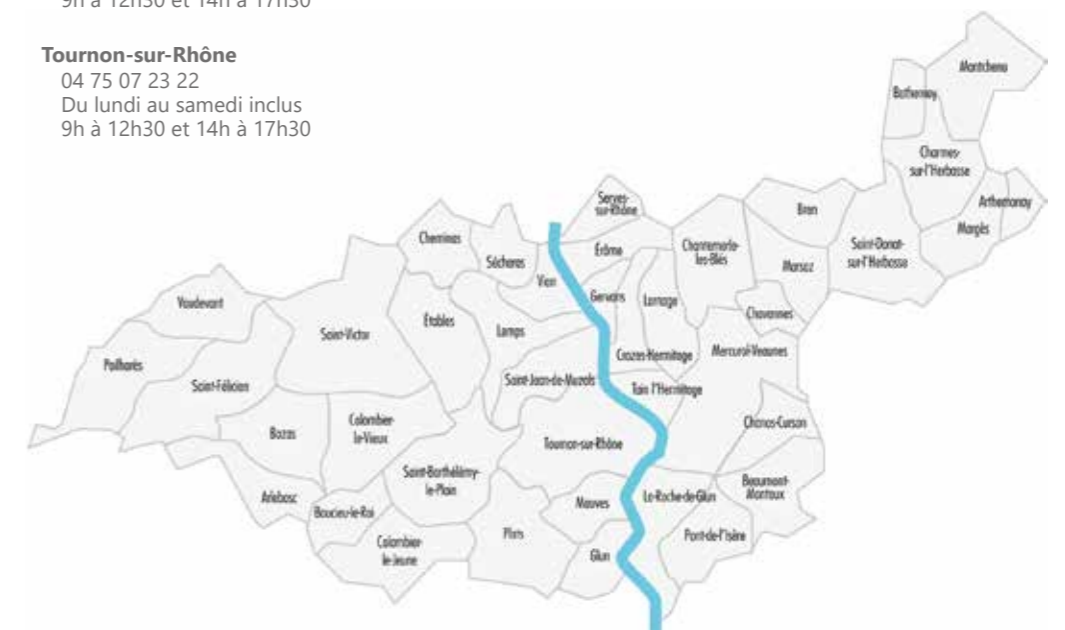 9h à 12h30 et 14h à 17h30
Tournon-sur-Rhône
04 75 07 23 22
Du lundi au samedi inclus
9h à 12h30 et 14h à 17h30
Montchenu
Bathernay
Charmes-
sur-l'Herbasse
Arthemonay
Margès
Serves-
sur-Rhône
Bren
Cheminas
Érôme
Chantemerle-
les-Blés
Saint-Donat-
sur-l'Herbasse
Sécheras
Marsaz
Vion
Gervans
Larnage
Vaudevant
Chavannes
Étables
Lemps
Saint-Victor
Mercurol-Veaunes
Crozes-Hermitage
Pailharès
Saint-Félicien
Saint-Jean-de-Muzols
Tain l'Hermitage
Colombier-
le-Vieux
Chanos-Curson
Bozas
Tournon-sur-Rhône
Saint-Barthélémy-
le-Plain
Beaumont-
Monteux
Arlebosc
La-Roche-de-Glun
Mauves
Boucieu-le-Roi
Plats
Pont-de-l'Isère
Colombier-
le-Jeune
Glun